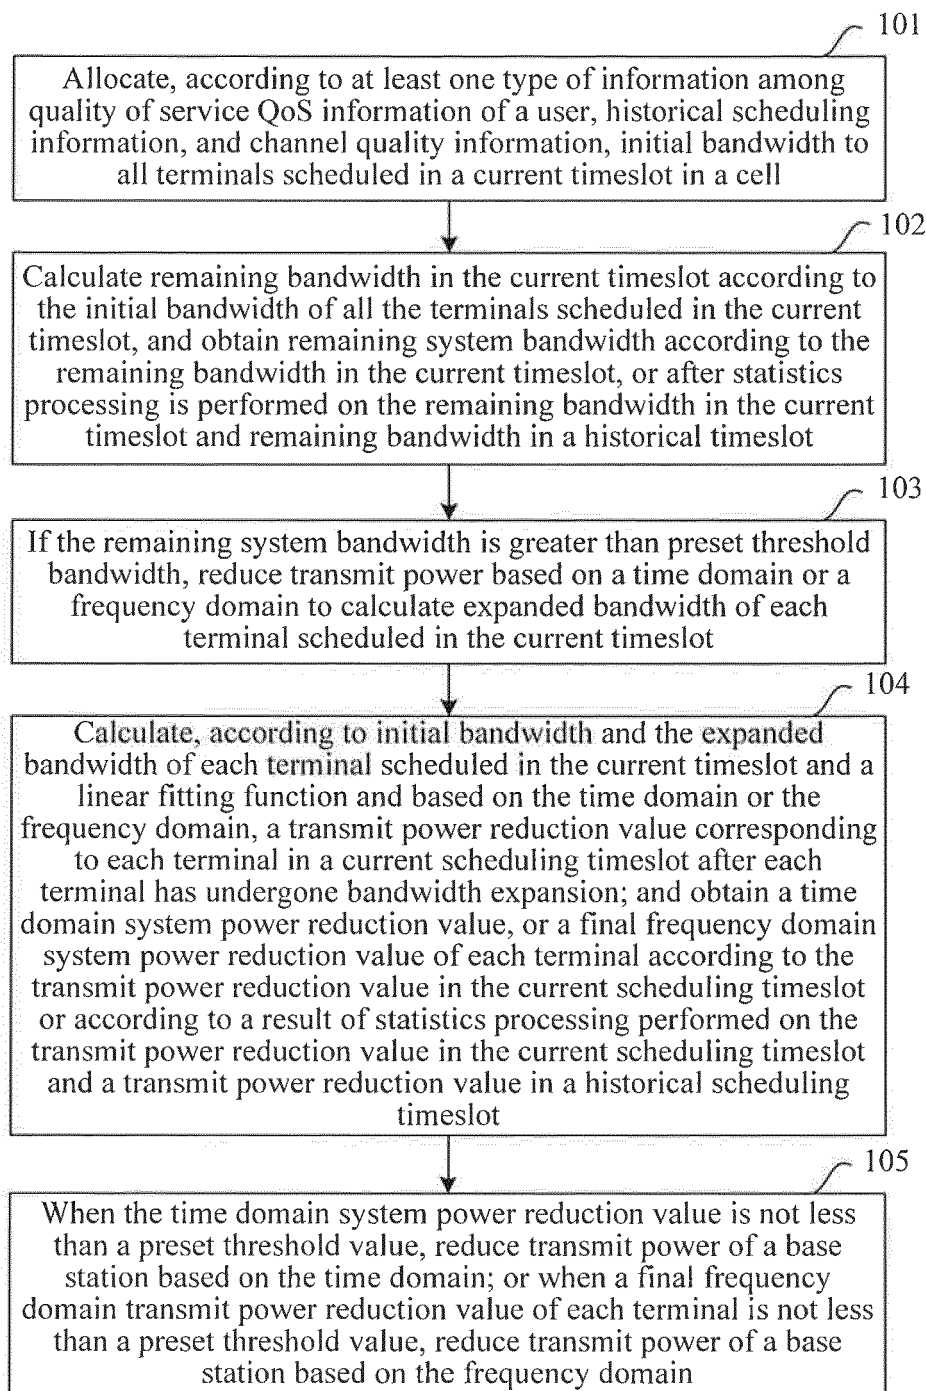 101
Allocate, according to at least one type of information among
quality of service QoS information of a user, historical scheduling
information, and channel quality information, initial bandwidth to
all terminals scheduled in a current timeslot in a cell
102
Calculate remaining bandwidth in the current timeslot according to
the initial bandwidth of all the terminals scheduled in the current
timeslot, and obtain remaining system bandwidth according to the
remaining bandwidth in the current timeslot, or after statistics
processing is performed on the remaining bandwidth in the current
timeslot and remaining bandwidth in a historical timeslot
103
If the remaining system bandwidth is greater than preset threshold
bandwidth, reduce transmit power based on a time domain or a
frequency domain to calculate expanded bandwidth of each
terminal scheduled in the current timeslot
104
Calculate, according to initial bandwidth and the expanded
bandwidth of each terminal scheduled in the current timeslot and a
linear fitting function and based on the time domain or the
frequency domain, a transmit power reduction value corresponding
to each terminal in a current scheduling timeslot after each
terminal has undergone bandwidth expansion; and obtain a time
domain system power reduction value, or a final frequency domain
system power reduction value of each terminal according to the
transmit power reduction value in the current scheduling timeslot
or according to a result of statistics processing performed on the
transmit power reduction value in the current scheduling timeslot
and a transmit power reduction value in a historical scheduling
timeslot
105
When the time domain system power reduction value is not less
than a preset threshold value, reduce transmit power of a base
station based on the time domain; or when a final frequency
domain transmit power reduction value of each terminal is not less
than a preset threshold value, reduce transmit power of a base
station based on the frequency domain